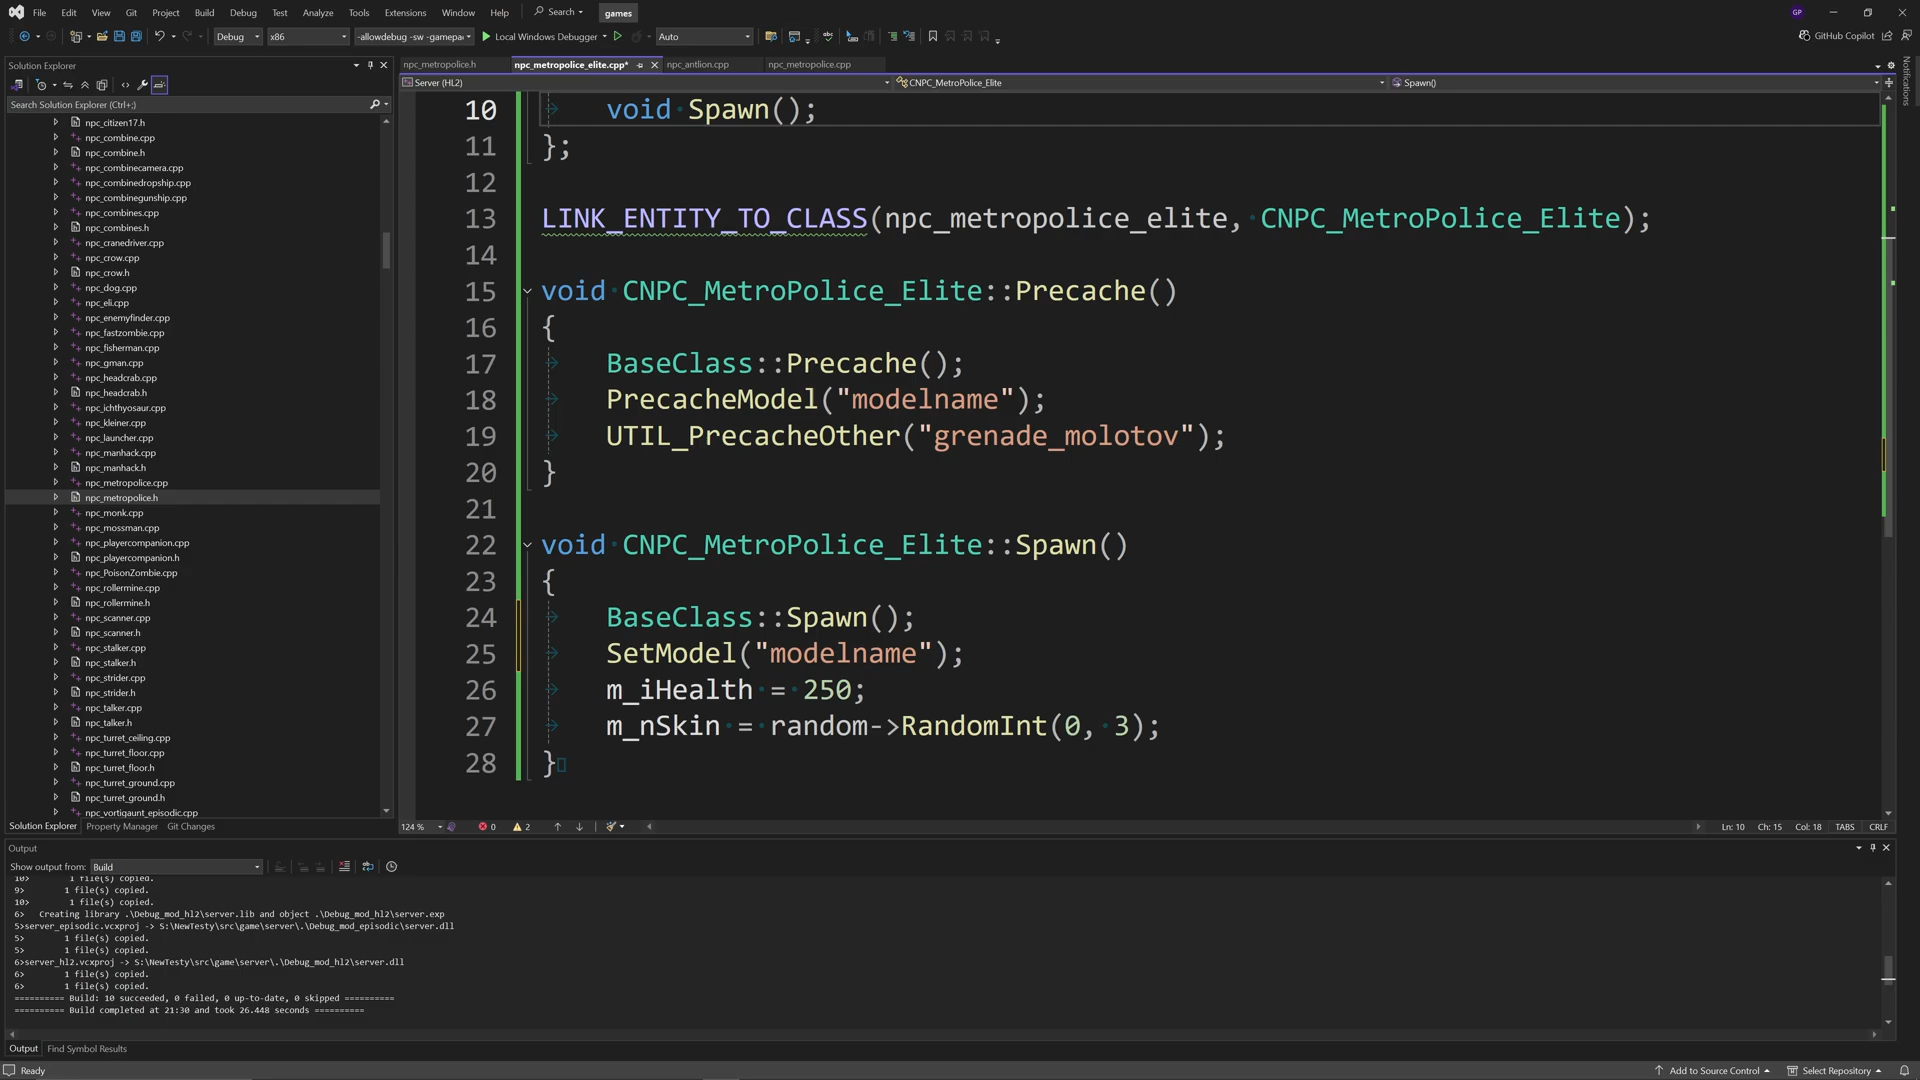 File Edit View Git Project Build Debug Test Analyze Tools Extensions Window Help Search games GP
Debug x86 -allowdebug -sw -gamepa Local Windows Debugger Auto GitHub Copilot
Solution Explorer
Search Solution Explorer (Ctrl+;)
npc_citizen17.h
npc_combine.cpp
npc_combine.h
npc_combinecamera.cpp
npc_combinedropship.cpp
npc_combinegunship.cpp
npc_combines.cpp
npc_combines.h
npc_cranedriver.cpp
npc_crow.cpp
npc_crow.h
npc_dog.cpp
npc_eli.cpp
npc_enemyfinder.cpp
npc_fastzombie.cpp
npc_fisherman.cpp
npc_gman.cpp
npc_headcrab.cpp
npc_headcrab.h
npc_ichthyosaur.cpp
npc_kleiner.cpp
npc_launcher.cpp
npc_manhack.cpp
npc_manhack.h
npc_metropolice.cpp
npc_metropolice.h
npc_monk.cpp
npc_mossman.cpp
npc_playercompanion.cpp
npc_playercompanion.h
npc_PoisonZombie.cpp
npc_rollermine.cpp
npc_rollermine.h
npc_scanner.cpp
npc_scanner.h
npc_stalker.cpp
npc_stalker.h
npc_strider.cpp
npc_strider.h
npc_talker.cpp
npc_talker.h
npc_turret_ceiling.cpp
npc_turret_floor.cpp
npc_turret_floor.h
npc_turret_ground.cpp
npc_turret_ground.h
npc_vortigaunt_episodic.cpp
Solution Explorer Property Manager Git Changes
npc_metropolice.h npc_metropolice_elite.cpp* npc_antlion.cpp npc_metropolice.cpp
Server (HL2) CNPC_MetroPolice_Elite Spawn()
10 void Spawn();
11 };
12
13 LINK_ENTITY_TO_CLASS(npc_metropolice_elite, CNPC_MetroPolice_Elite);
14
15 void CNPC_MetroPolice_Elite::Precache()
16 {
17 BaseClass::Precache();
18 PrecacheModel("modelname");
19 UTIL_PrecacheOther("grenade_molotov");
20 }
21
22 void CNPC_MetroPolice_Elite::Spawn()
23 {
24 BaseClass::Spawn();
25 SetModel("modelname");
26 m_iHealth = 250;
27 m_nSkin = random->RandomInt(0, 3);
28 }
124 % 0 2 Ln: 10 Ch: 15 Col: 18 TABS CRLF
Notifications
Output
Show output from: Build
10> 1 file(s) copied.
9> 1 file(s) copied.
10> 1 file(s) copied.
6> Creating library .\Debug_mod_hl2\server.lib and object .\Debug_mod_hl2\server.exp
5>server_episodic.vcxproj -> S:\NewTesty\src\game\server\.\Debug_mod_episodic\server.dll
5> 1 file(s) copied.
5> 1 file(s) copied.
6>server_hl2.vcxproj -> S:\NewTesty\src\game\server\.\Debug_mod_hl2\server.dll
6> 1 file(s) copied.
6> 1 file(s) copied.
========== Build: 10 succeeded, 0 failed, 0 up-to-date, 0 skipped ==========
========== Build completed at 21:30 and took 26.448 seconds ==========
Output Find Symbol Results
Ready Add to Source Control Select Repository